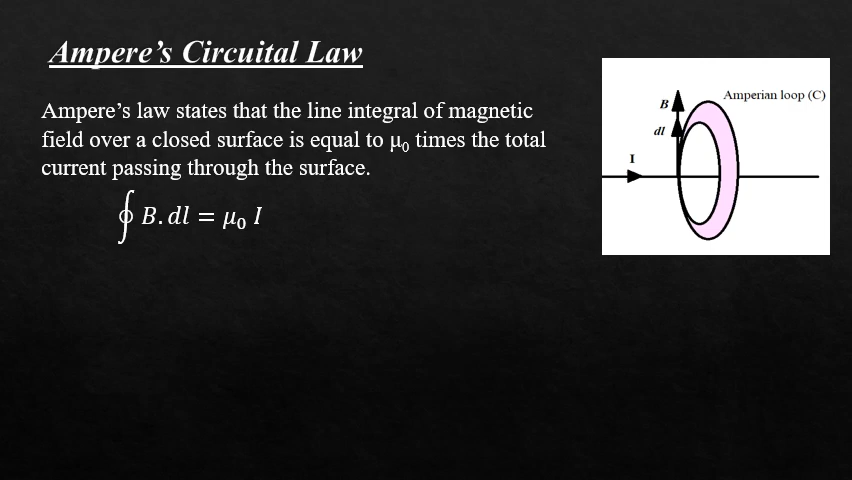 Ampere's Circuital Law
Ampere's law states that the line integral of magnetic
field over a closed surface is equal to μ₀ times the total
current passing through the surface.
∮ B. dl = μ₀ I
Amperian loop (C)
B
dl
I